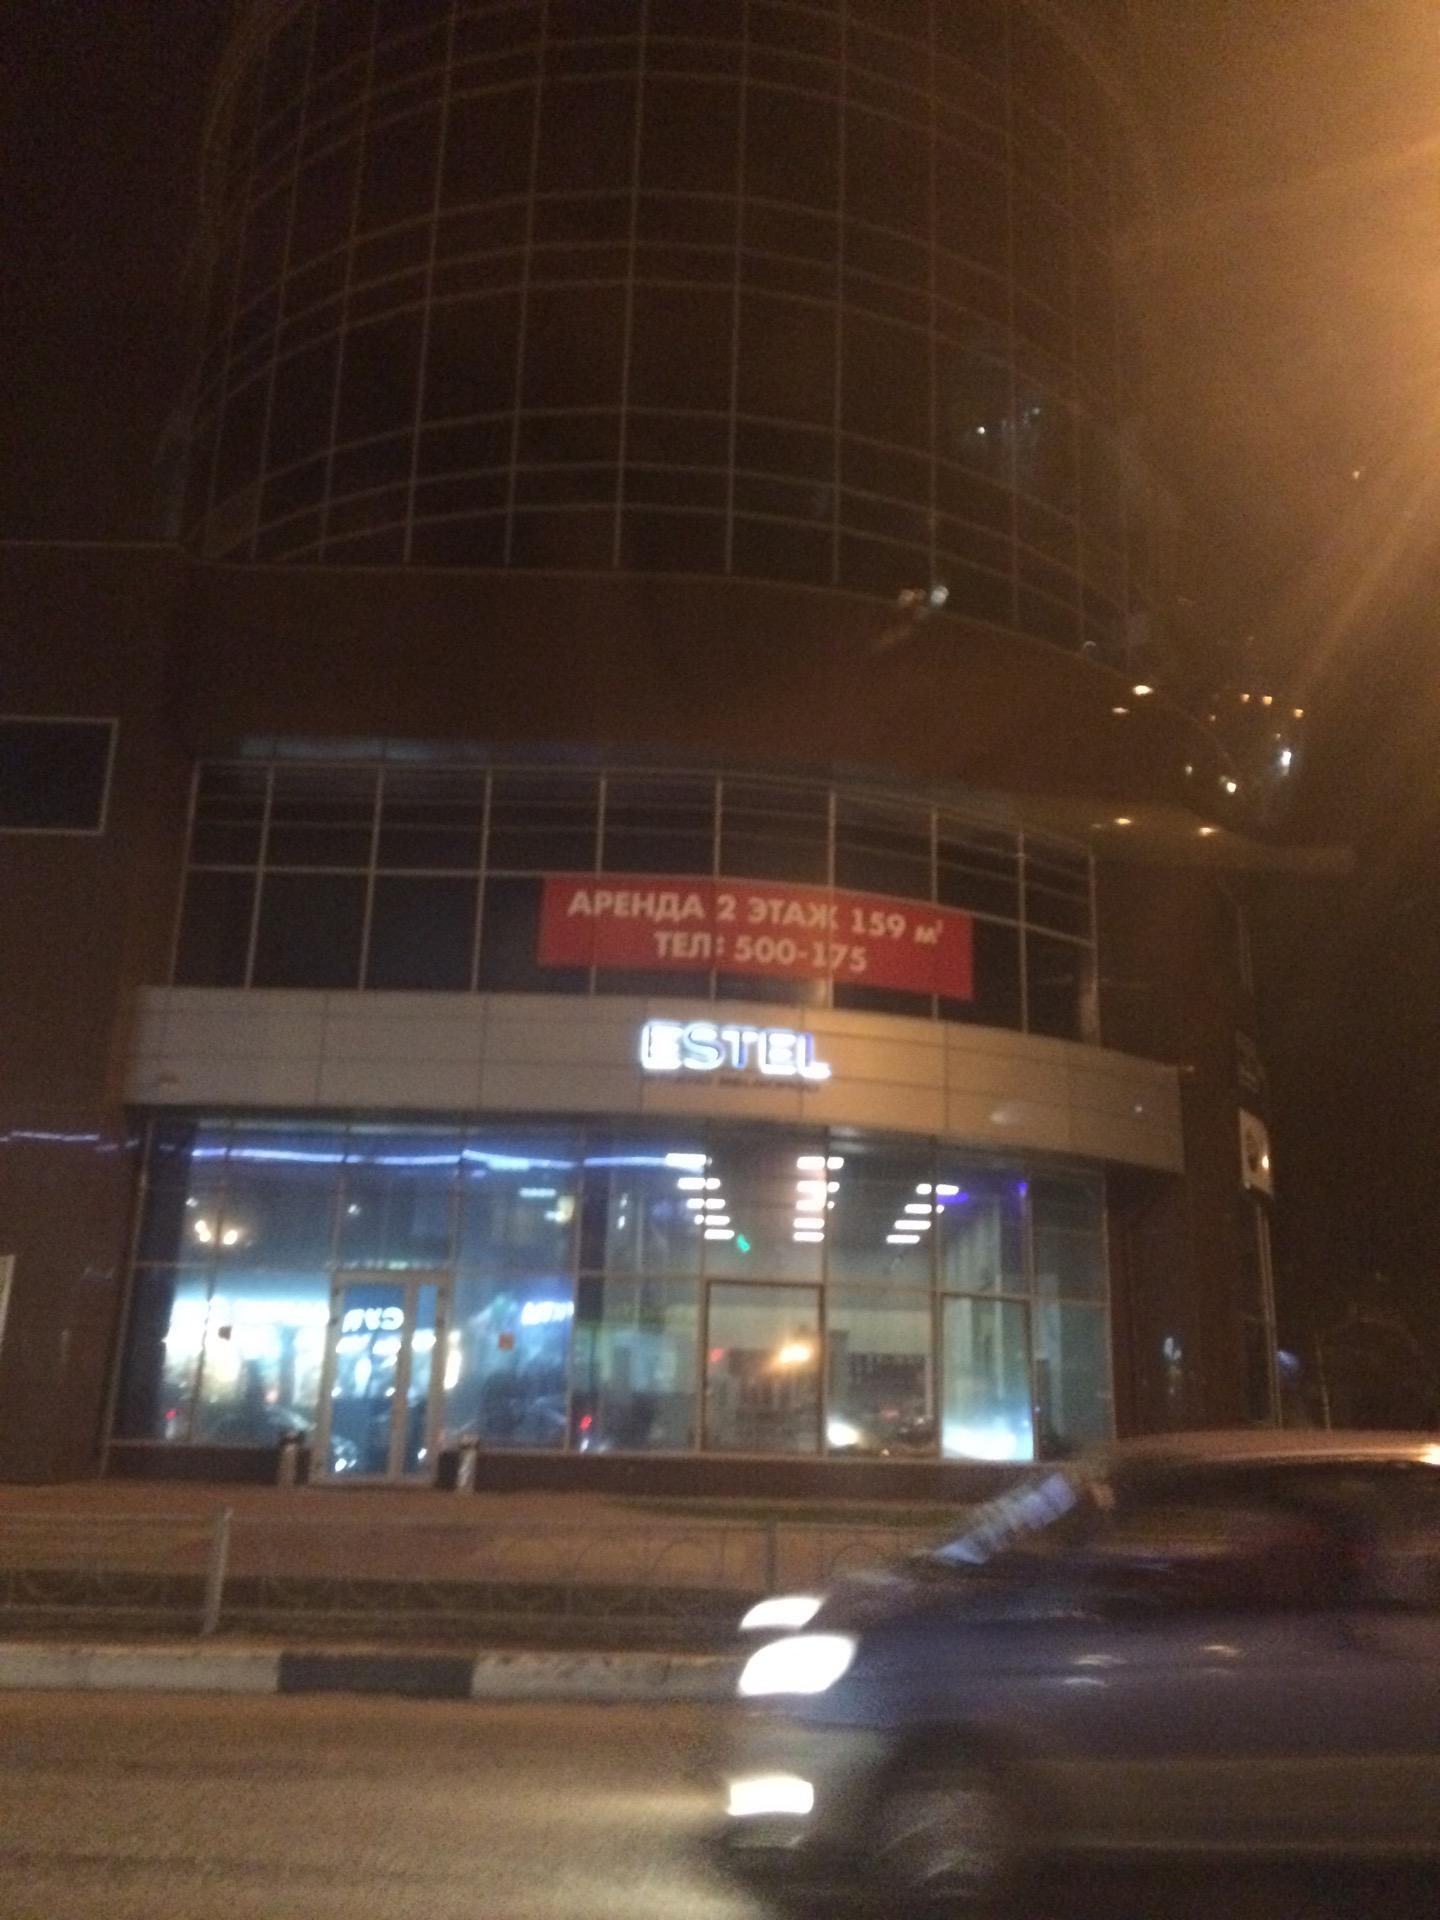 АРЕНДА 2 ЭТАЖ 159 м²
ТЕЛ: 500-175
ESTEL